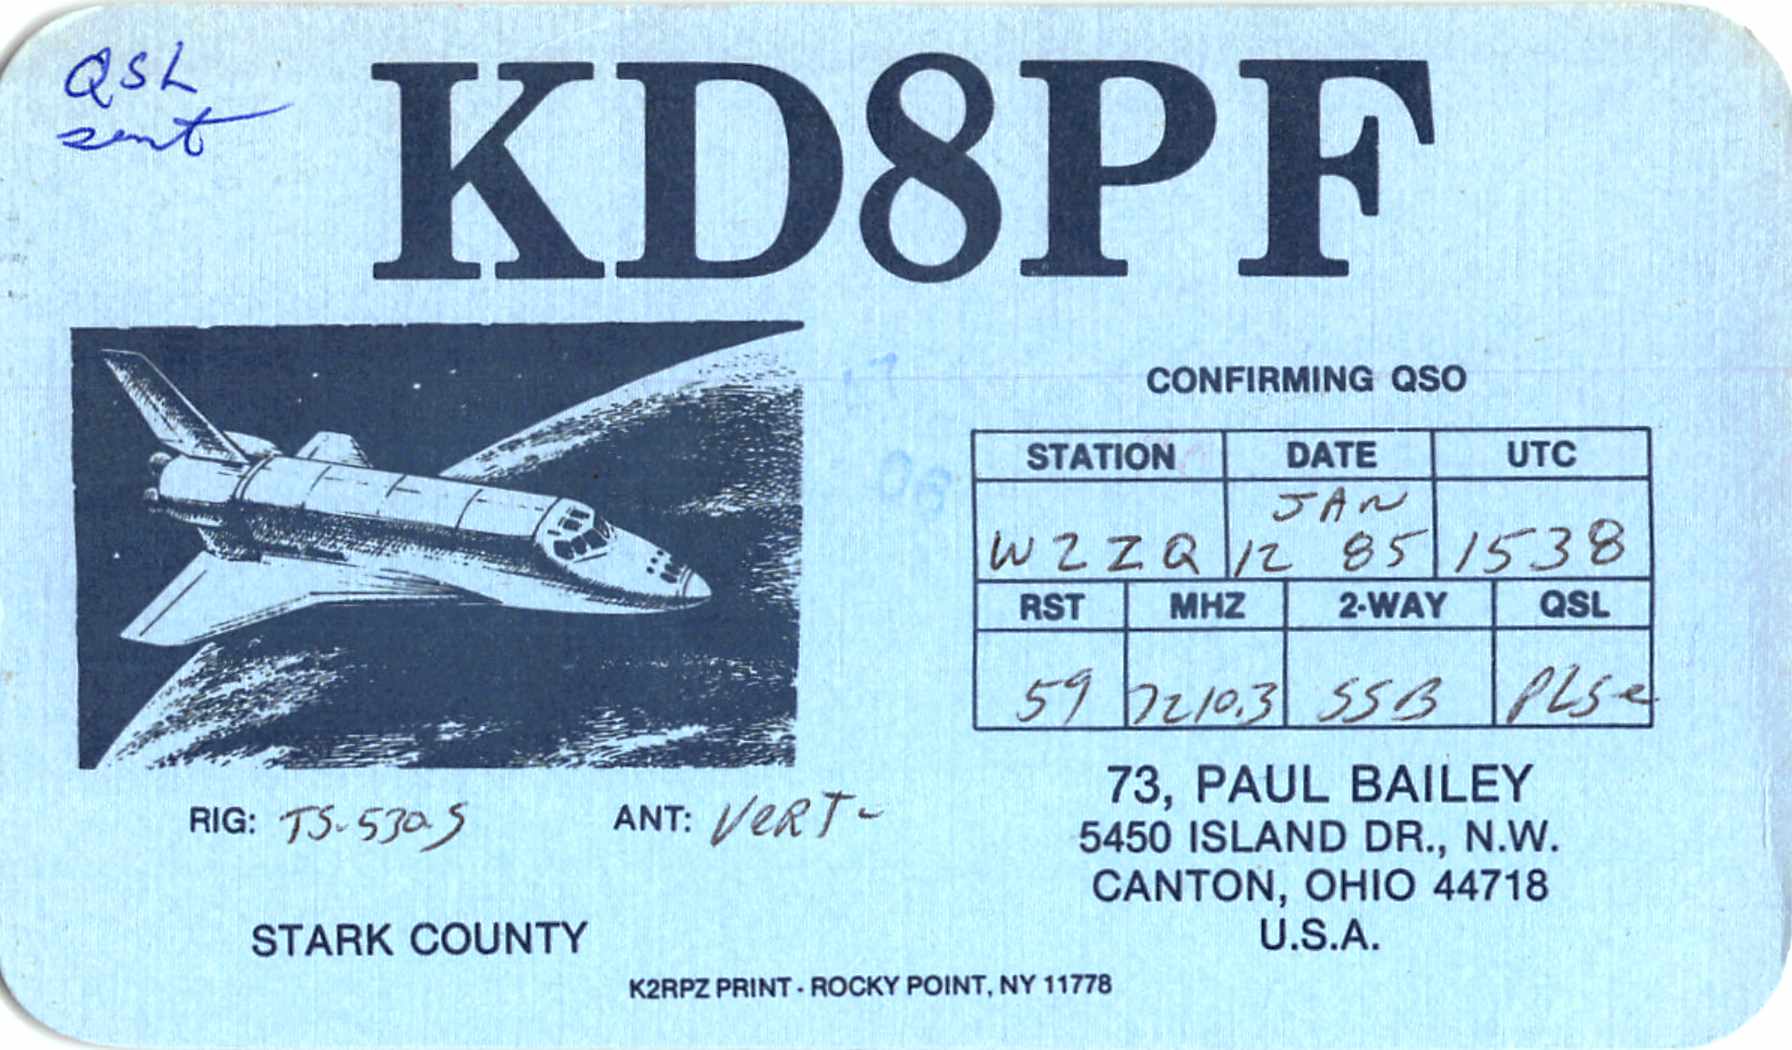 QSL
sent
KD8PF
CONFIRMING QSO
STATION DATE UTC
W2ZQ JAN 12 85 1538
RST MHZ 2-WAY QSL
59 7210.3 SSB PLSe
RIG: TS-530S ANT: VERT-
73, PAUL BAILEY
5450 ISLAND DR., N.W.
CANTON, OHIO 44718
U.S.A.
STARK COUNTY
K2RPZ PRINT - ROCKY POINT, NY 11778